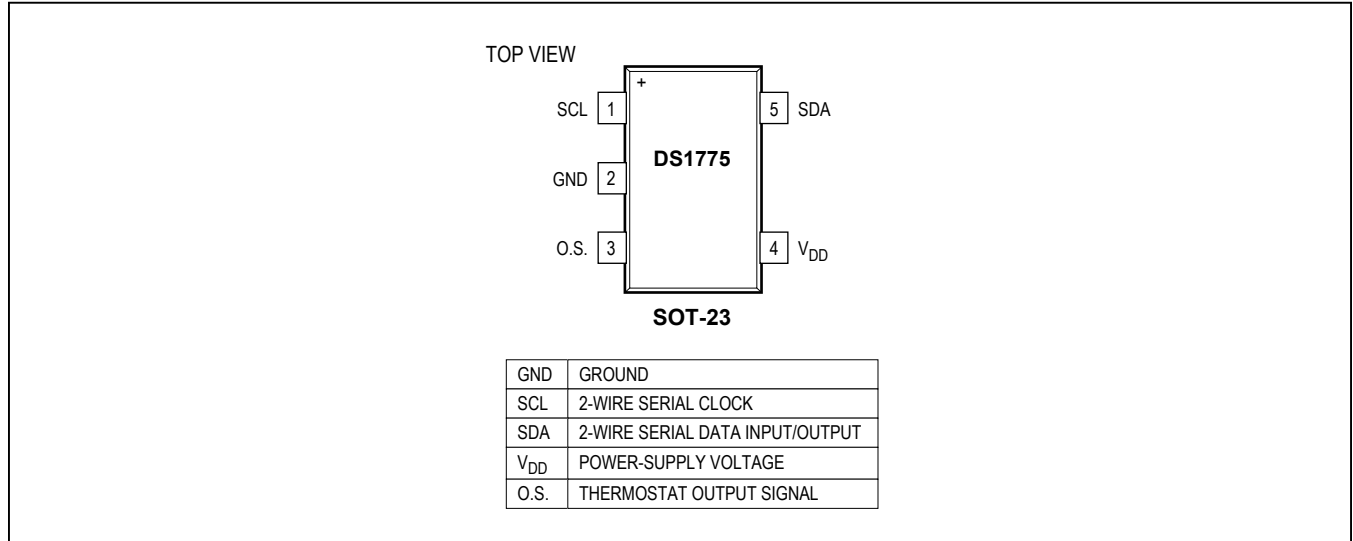 TOP VIEW
+
SCL 1
5 SDA
DS1775
GND 2
O.S. 3
4 VDD
SOT-23
GND GROUND
SCL 2-WIRE SERIAL CLOCK
SDA 2-WIRE SERIAL DATA INPUT/OUTPUT
VDD POWER-SUPPLY VOLTAGE
O.S. THERMOSTAT OUTPUT SIGNAL